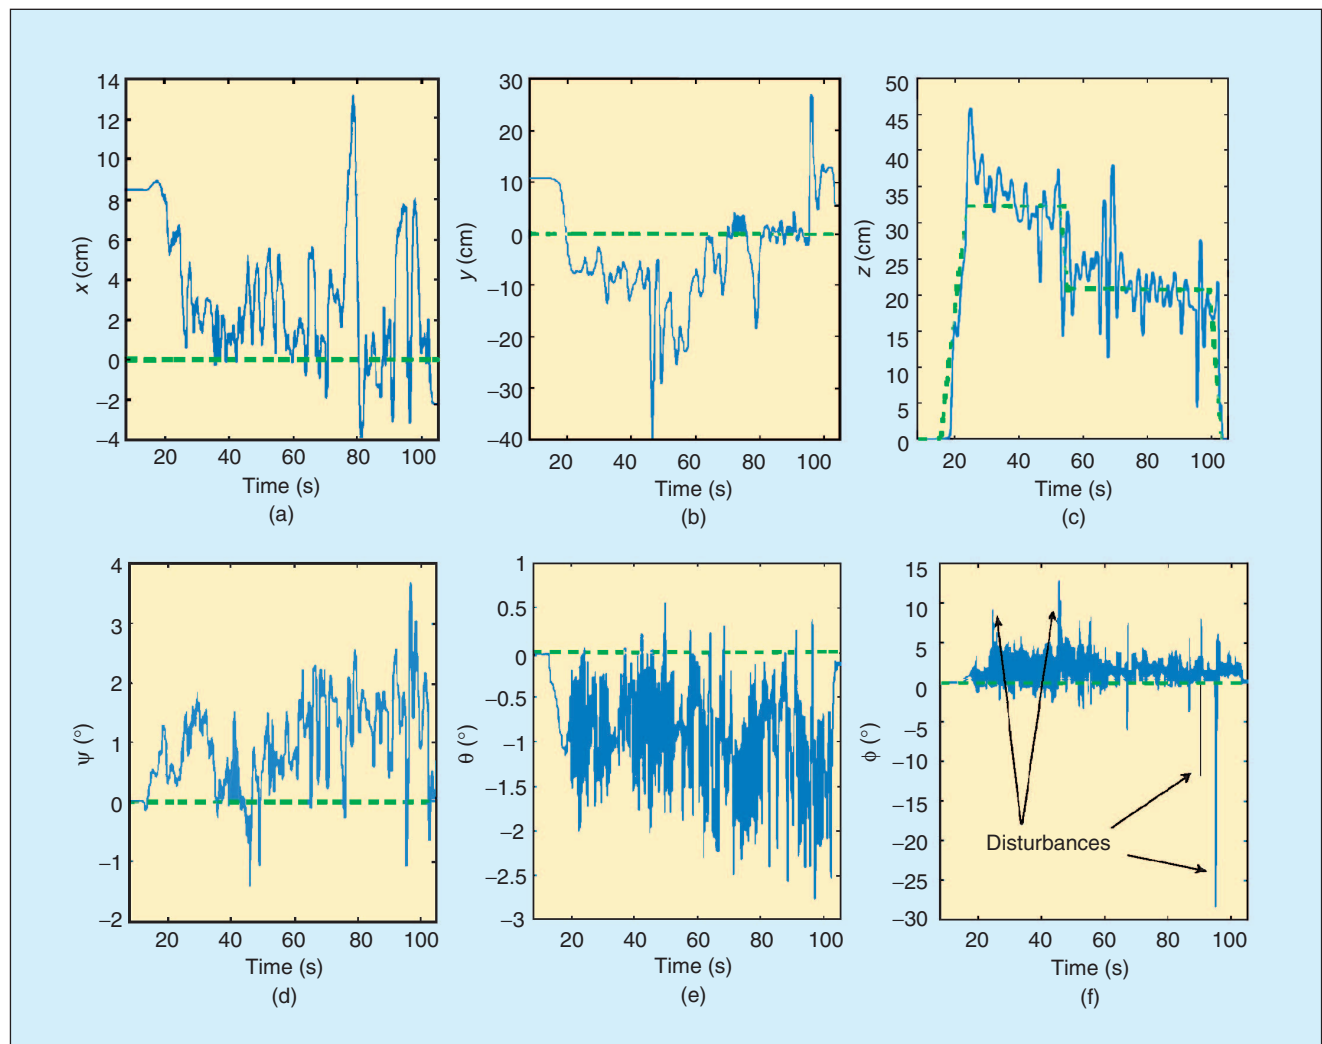 14
12
10
8
6
4
2
0
−2
−4
x (cm)
20 40 60 80 100
Time (s)
(a)
30
20
10
0
−10
−20
−30
−40
y (cm)
20 40 60 80 100
Time (s)
(b)
50
45
40
35
30
25
20
15
10
5
0
z (cm)
20 40 60 80 100
Time (s)
(c)
4
3
2
1
0
−1
−2
ψ (°)
20 40 60 80 100
Time (s)
(d)
1
0.5
0
−0.5
−1
−1.5
−2
−2.5
−3
θ (°)
20 40 60 80 100
Time (s)
(e)
15
10
5
0
−5
−10
−15
−20
−25
−30
ϕ (°)
Disturbances
20 40 60 80 100
Time (s)
(f)